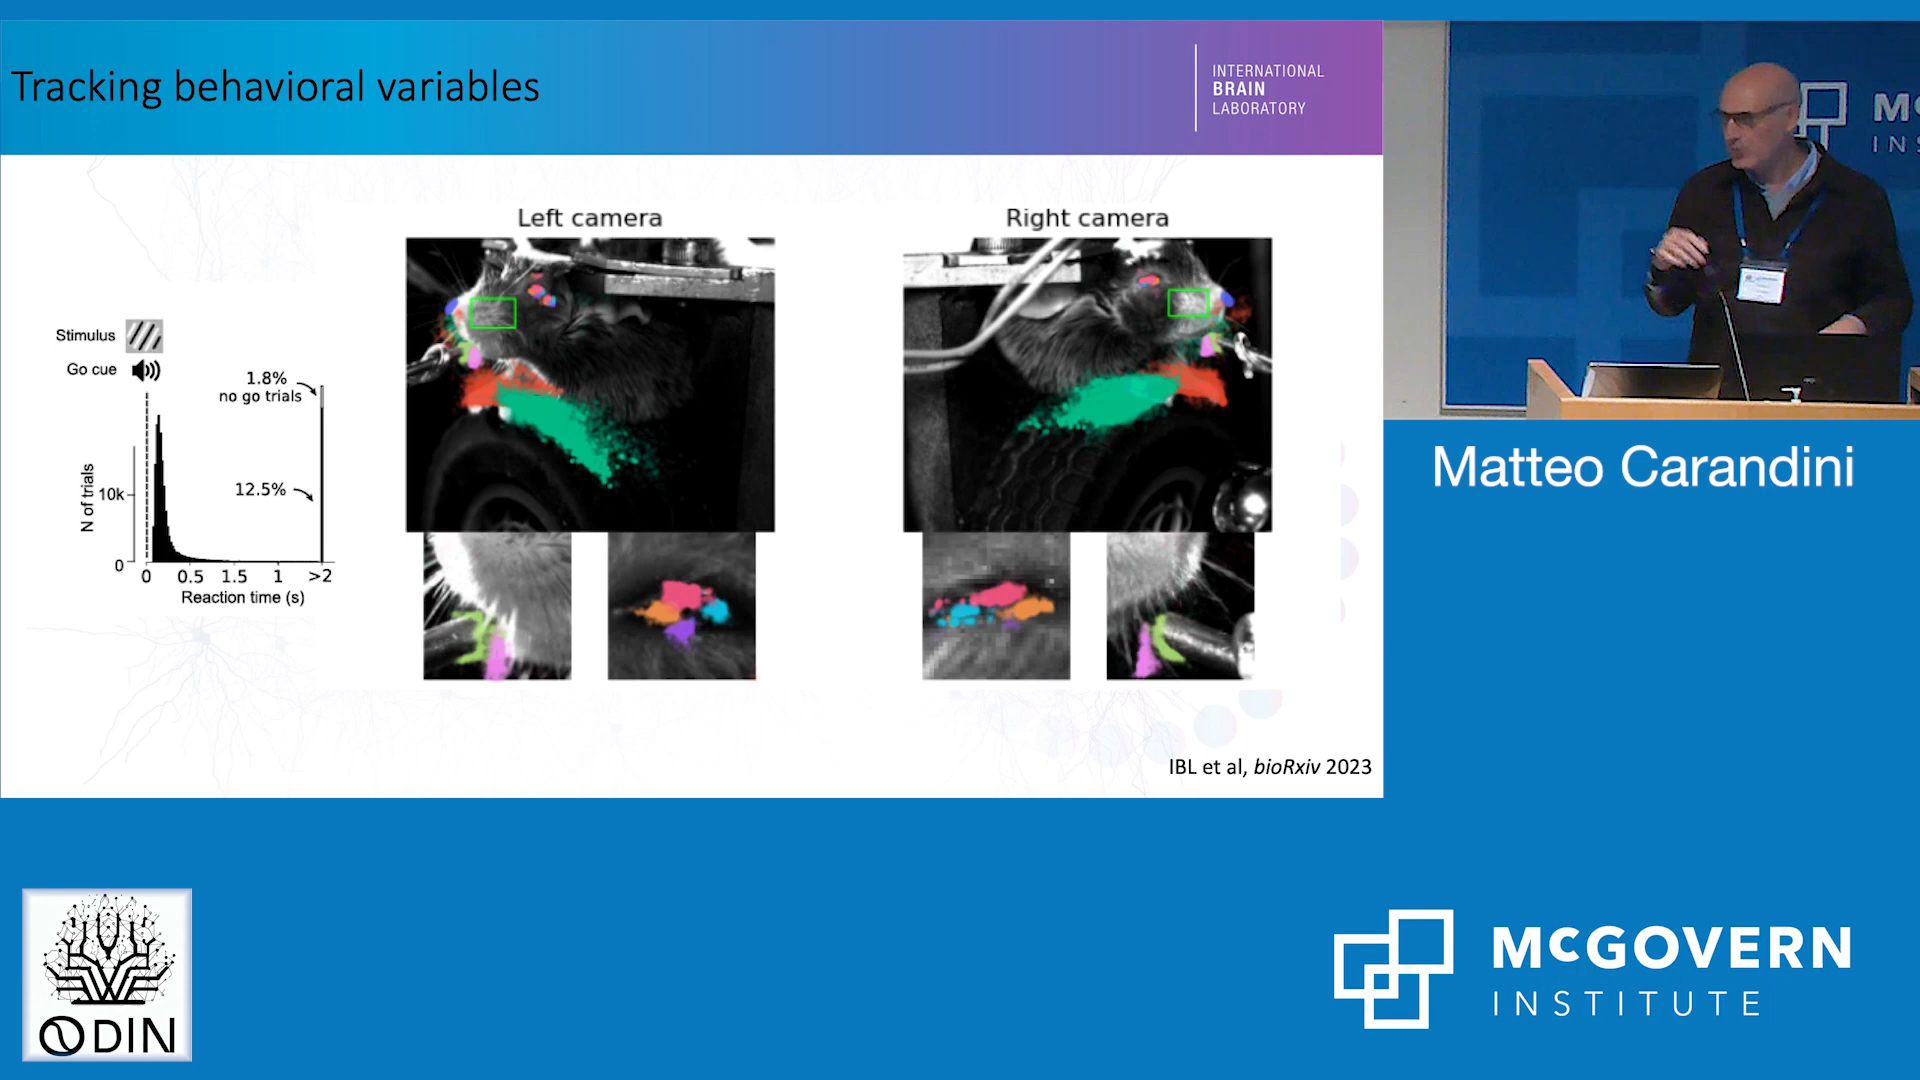 Tracking behavioral variables
INTERNATIONAL
BRAIN
LABORATORY
Left camera
Right camera
Stimulus
Go cue
1.8%
no go trials
12.5%
N of trials
10k
0
0 0.5 1.5 1 >2
Reaction time (s)
IBL et al, bioRxiv 2023
Mc
INS
Matteo Carandini
ODIN
McGOVERN
INSTITUTE